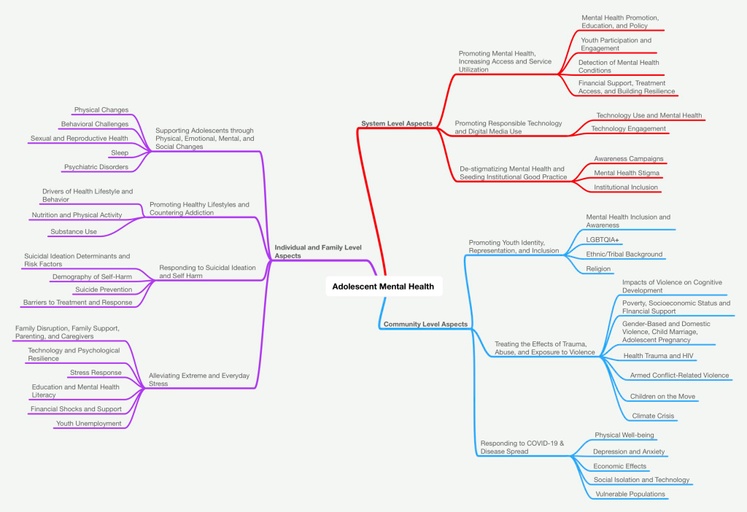 Adolescent Mental Health
System Level Aspects
Promoting Mental Health,
Increasing Access and Service
Utilization
Mental Health Promotion,
Education, and Policy
Youth Participation and
Engagement
Detection of Mental Health
Conditions
Financial Support, Treatment
Access, and Building Resilience
Promoting Responsible Technology
and Digital Media Use
Technology Use and Mental Health
Technology Engagement
De-stigmatizing Mental Health and
Seeding Institutional Good Practice
Awareness Campaigns
Mental Health Stigma
Institutional Inclusion
Community Level Aspects
Promoting Youth Identity,
Representation, and Inclusion
Mental Health Inclusion and
Awareness
LGBTQIA+
Ethnic/Tribal Background
Religion
Treating the Effects of Trauma,
Abuse, and Exposure to Violence
Impacts of Violence on Cognitive
Development
Poverty, Socioeconomic Status and
Financial Support
Gender-Based and Domestic
Violence, Child Marriage,
Adolescent Pregnancy
Health Trauma and HIV
Armed Conflict-Related Violence
Children on the Move
Climate Crisis
Responding to COVID-19 &
Disease Spread
Physical Well-being
Depression and Anxiety
Economic Effects
Social Isolation and Technology
Vulnerable Populations
Individual and Family Level
Aspects
Supporting Adolescents through
Physical, Emotional, Mental, and
Social Changes
Physical Changes
Behavioral Challenges
Sexual and Reproductive Health
Sleep
Psychiatric Disorders
Promoting Healthy Lifestyles and
Countering Addiction
Drivers of Health Lifestyle and
Behavior
Nutrition and Physical Activity
Substance Use
Responding to Suicidal Ideation
and Self Harm
Suicidal Ideation Determinants and
Risk Factors
Demography of Self-Harm
Suicide Prevention
Barriers to Treatment and Response
Alleviating Extreme and Everyday
Stress
Family Disruption, Family Support,
Parenting, and Caregivers
Technology and Psychological
Resilience
Stress Response
Education and Mental Health
Literacy
Financial Shocks and Support
Youth Unemployment